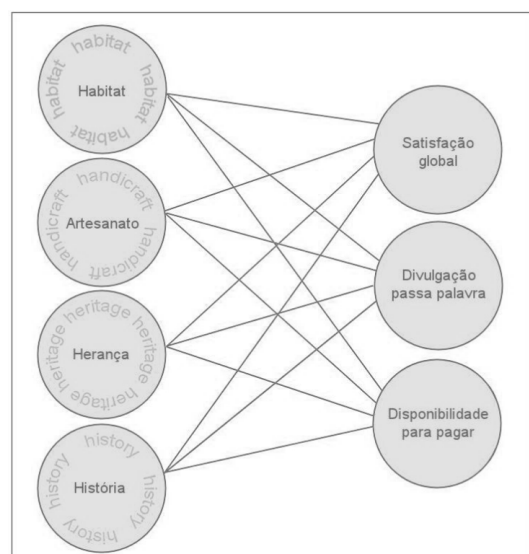 habitat habitat habitat habitat
Habitat
handicraft handicraft handicraft
Artesanato
heritage heritage heritage heritage
Herança
history history history history
História
Satisfação
global
Divulgação
passa palavra
Disponibilidade
para pagar